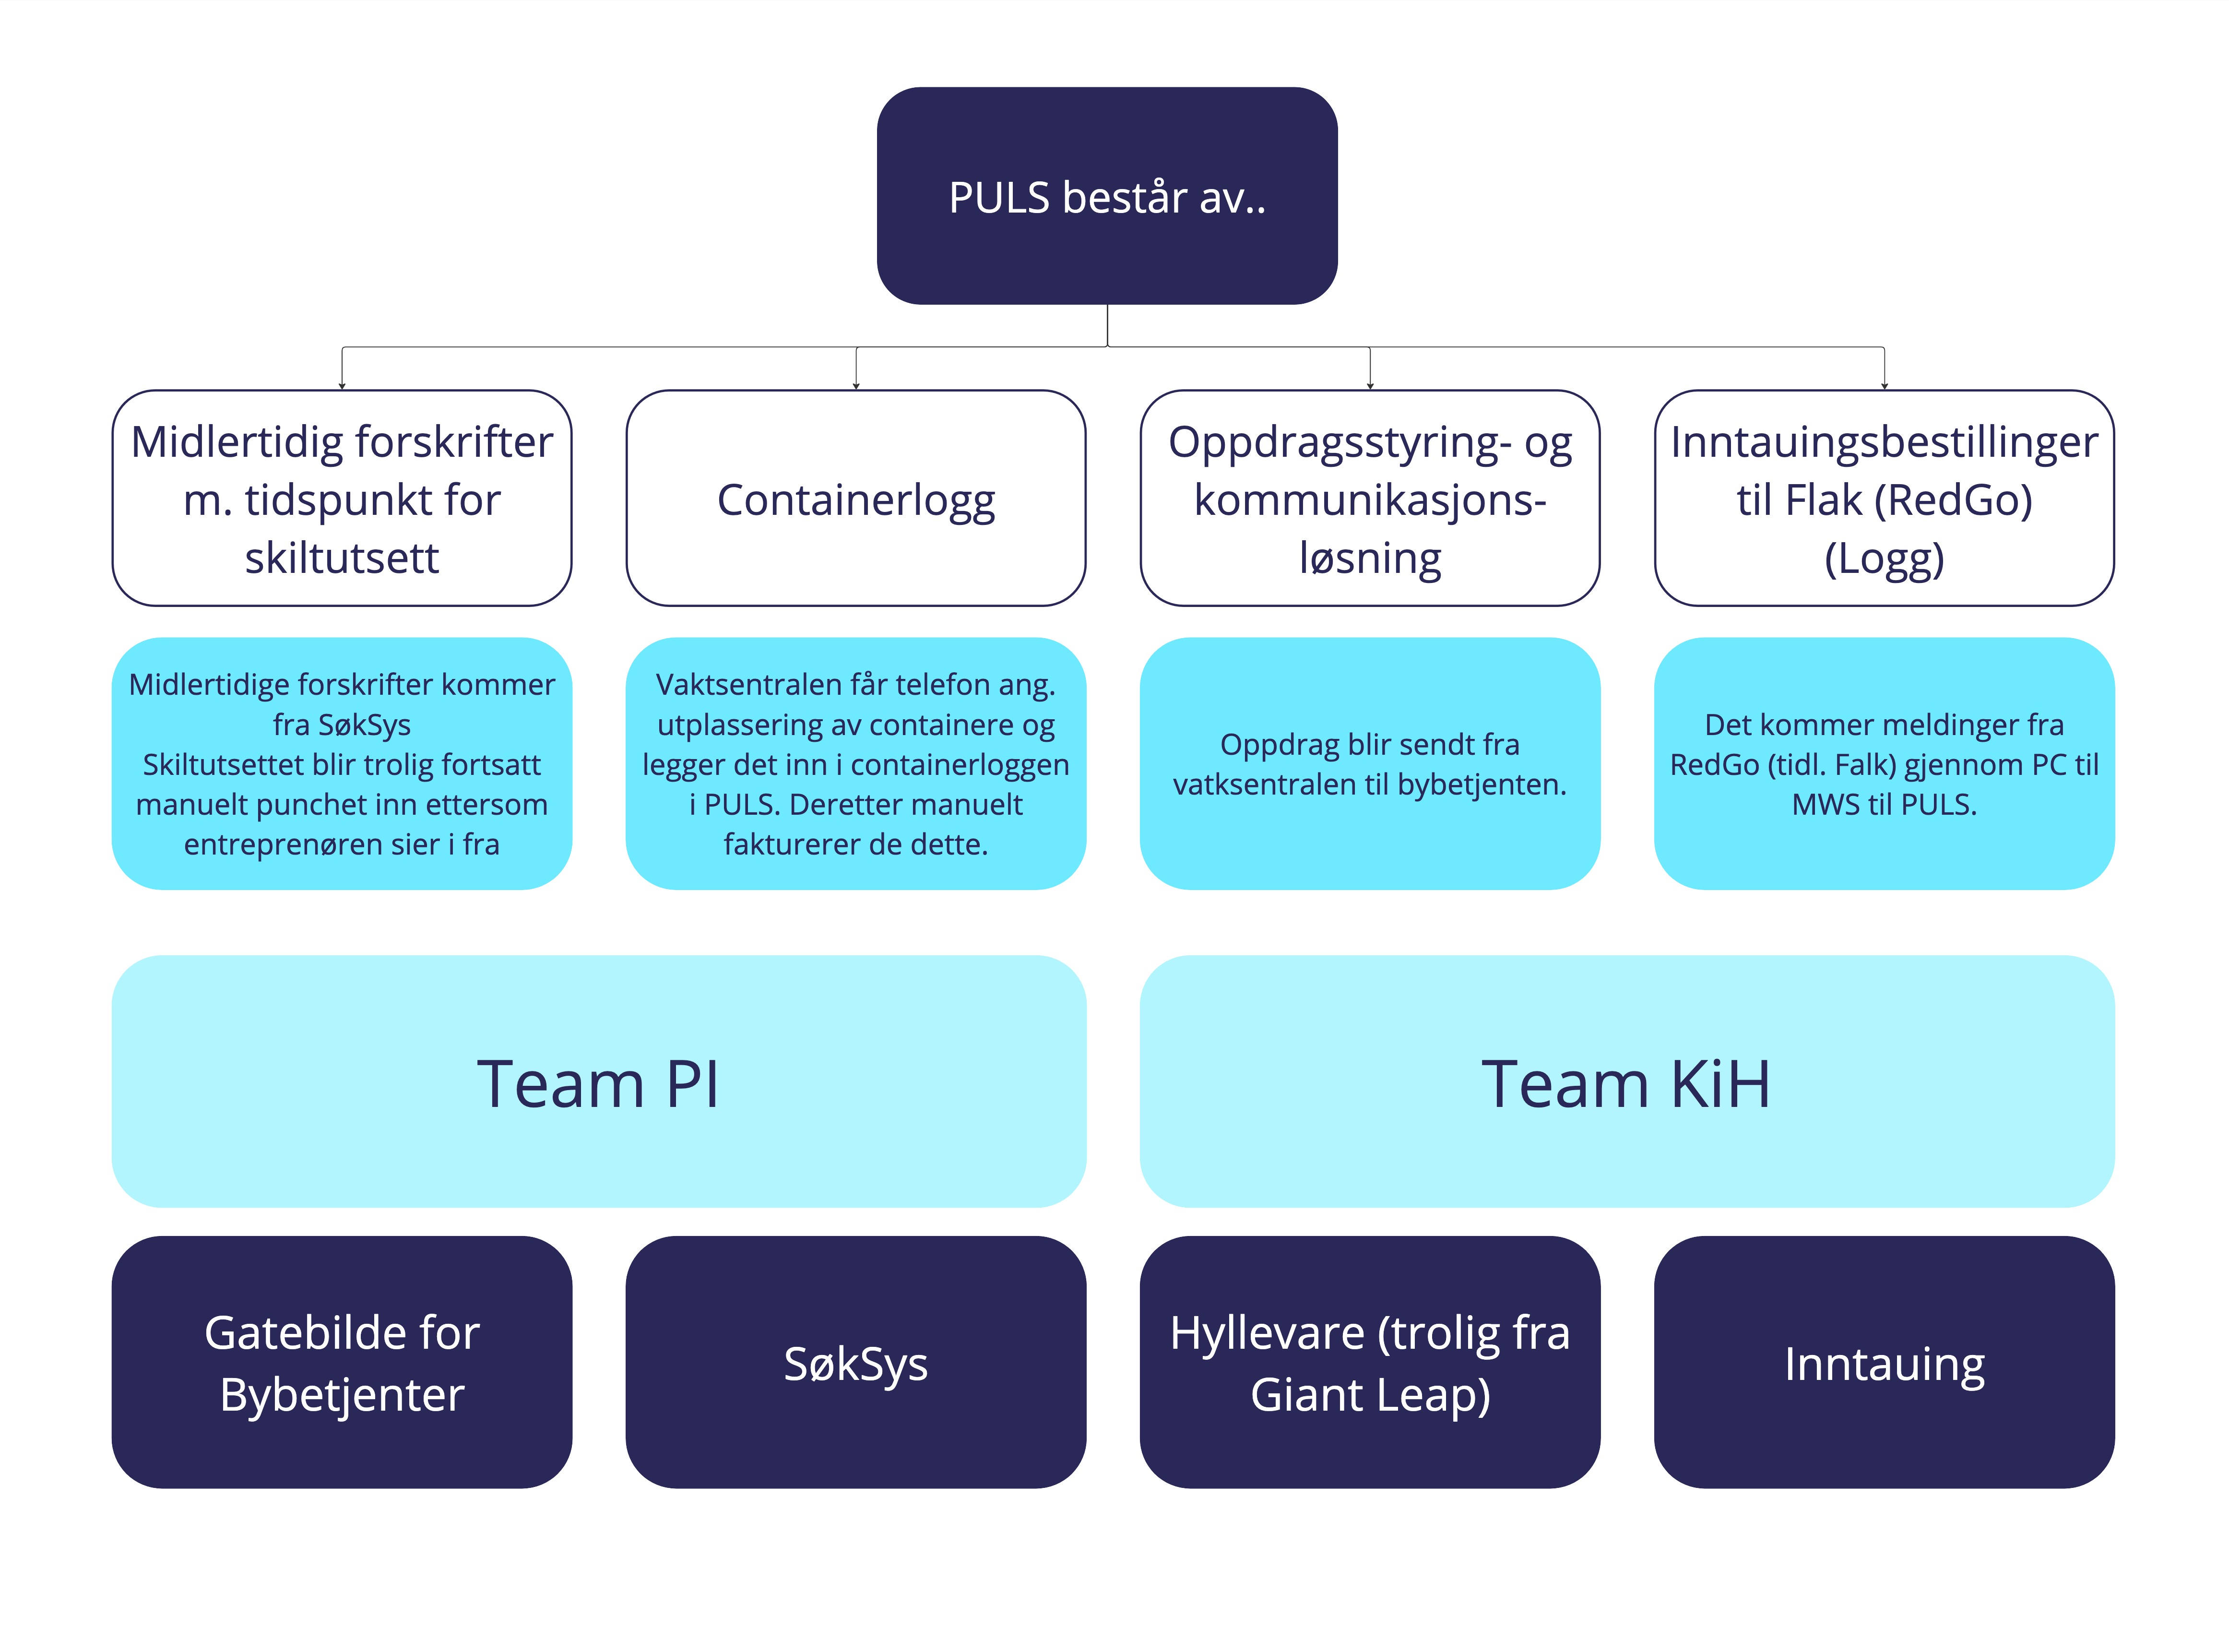 PULS består av..
Midlertidig forskrifter
m. tidspunkt for
skiltutsett
Containerlogg
Oppdragsstyring- og
kommunikasjons-
løsning
Inntauingsbestillinger
til Flak (RedGo)
(Logg)
Midlertidige forskrifter kommer
fra SøkSys
Skiltutsettet blir trolig fortsatt
manuelt punchet inn ettersom
entreprenøren sier i fra
Vaktsentralen får telefon ang.
utplassering av containere og
legger det inn i containerloggen
i PULS. Deretter manuelt
fakturerer de dette.
Oppdrag blir sendt fra
vatksentralen til bybetjenten.
Det kommer meldinger fra
RedGo (tidl. Falk) gjennom PC til
MWS til PULS.
Team PI
Team KiH
Gatebilde for
Bybetjenter
SøkSys
Hyllevare (trolig fra
Giant Leap)
Inntauing